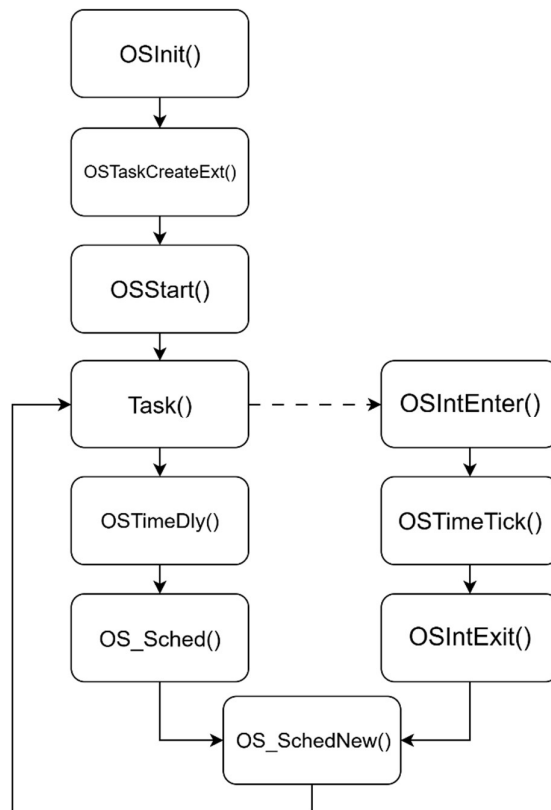 OSInit()
OSTaskCreateExt()
OSStart()
Task()
OSIntEnter()
OSTimeDly()
OSTimeTick()
OS_Sched()
OSIntExit()
OS_SchedNew()